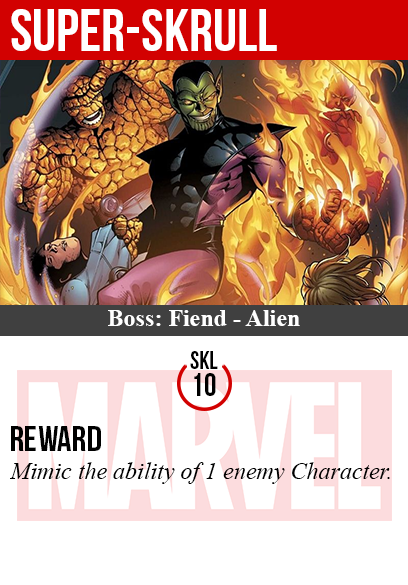 SUPER-SKRULL
Boss: Fiend - Alien
SKL
10
MARVEL
REWARD
Mimic the ability of 1 enemy Character.